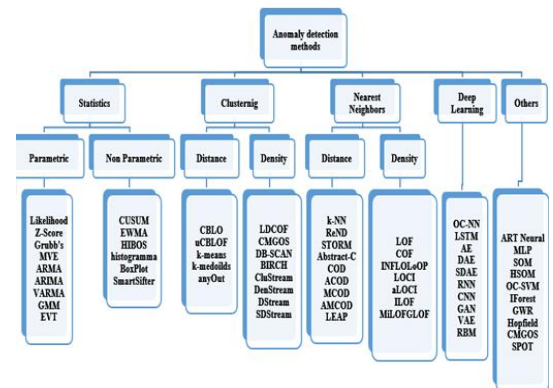 Anomaly detection
methods
Statistics
Clusternig
Nearest
Neighbors
Deep
Learning
Others
Parametric
Non Parametric
Distance
Density
Distance
Density
Likelihood
Z-Score
Grubb's
MVE
ARMA
ARIMA
VARMA
GMM
EVT
CUSUM
EWMA
HIBOS
histogramma
BoxPlot
SmartSifter
CBLO
uCBLOF
k-means
k-medoilds
anyOut
LDCOF
CMGOS
DB-SCAN
BIRCH
CluStream
DenStream
DStream
SDStream
k-NN
ReND
STORM
Abstract-C
COD
ACOD
MCOD
AMCOD
LEAP
LOF
COF
INFLOLoOP
LOCI
aLOCI
ILOF
MiLOFGLOF
OC-NN
LSTM
AE
DAE
SDAE
RNN
CNN
GAN
VAE
RBM
ART Neural
MLP
SOM
HSOM
OC-SVM
IForest
GWR
Hopfield
CMGOS
SPOT